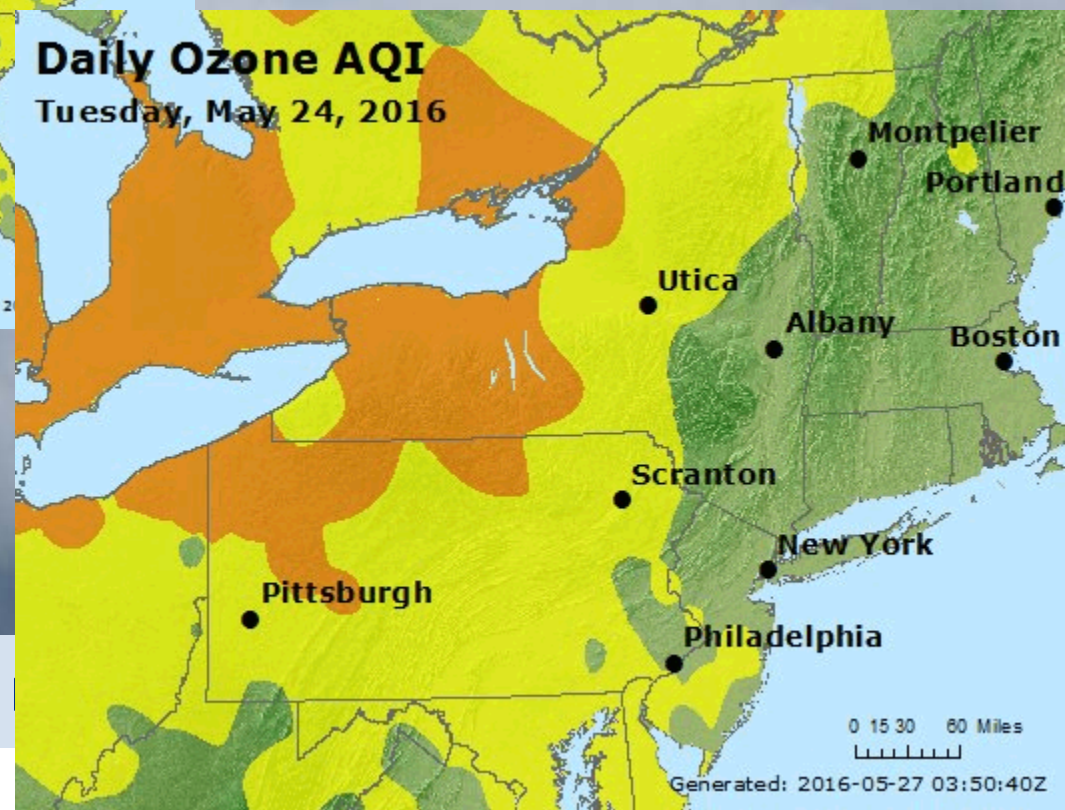 Daily Ozone AQI
Tuesday, May 24, 2016
Montpelier
Portland
Utica
Albany
Boston
Scranton
New York
Pittsburgh
Philadelphia
0 15 30 60 Miles
Generated: 2016-05-27 03:50:40Z